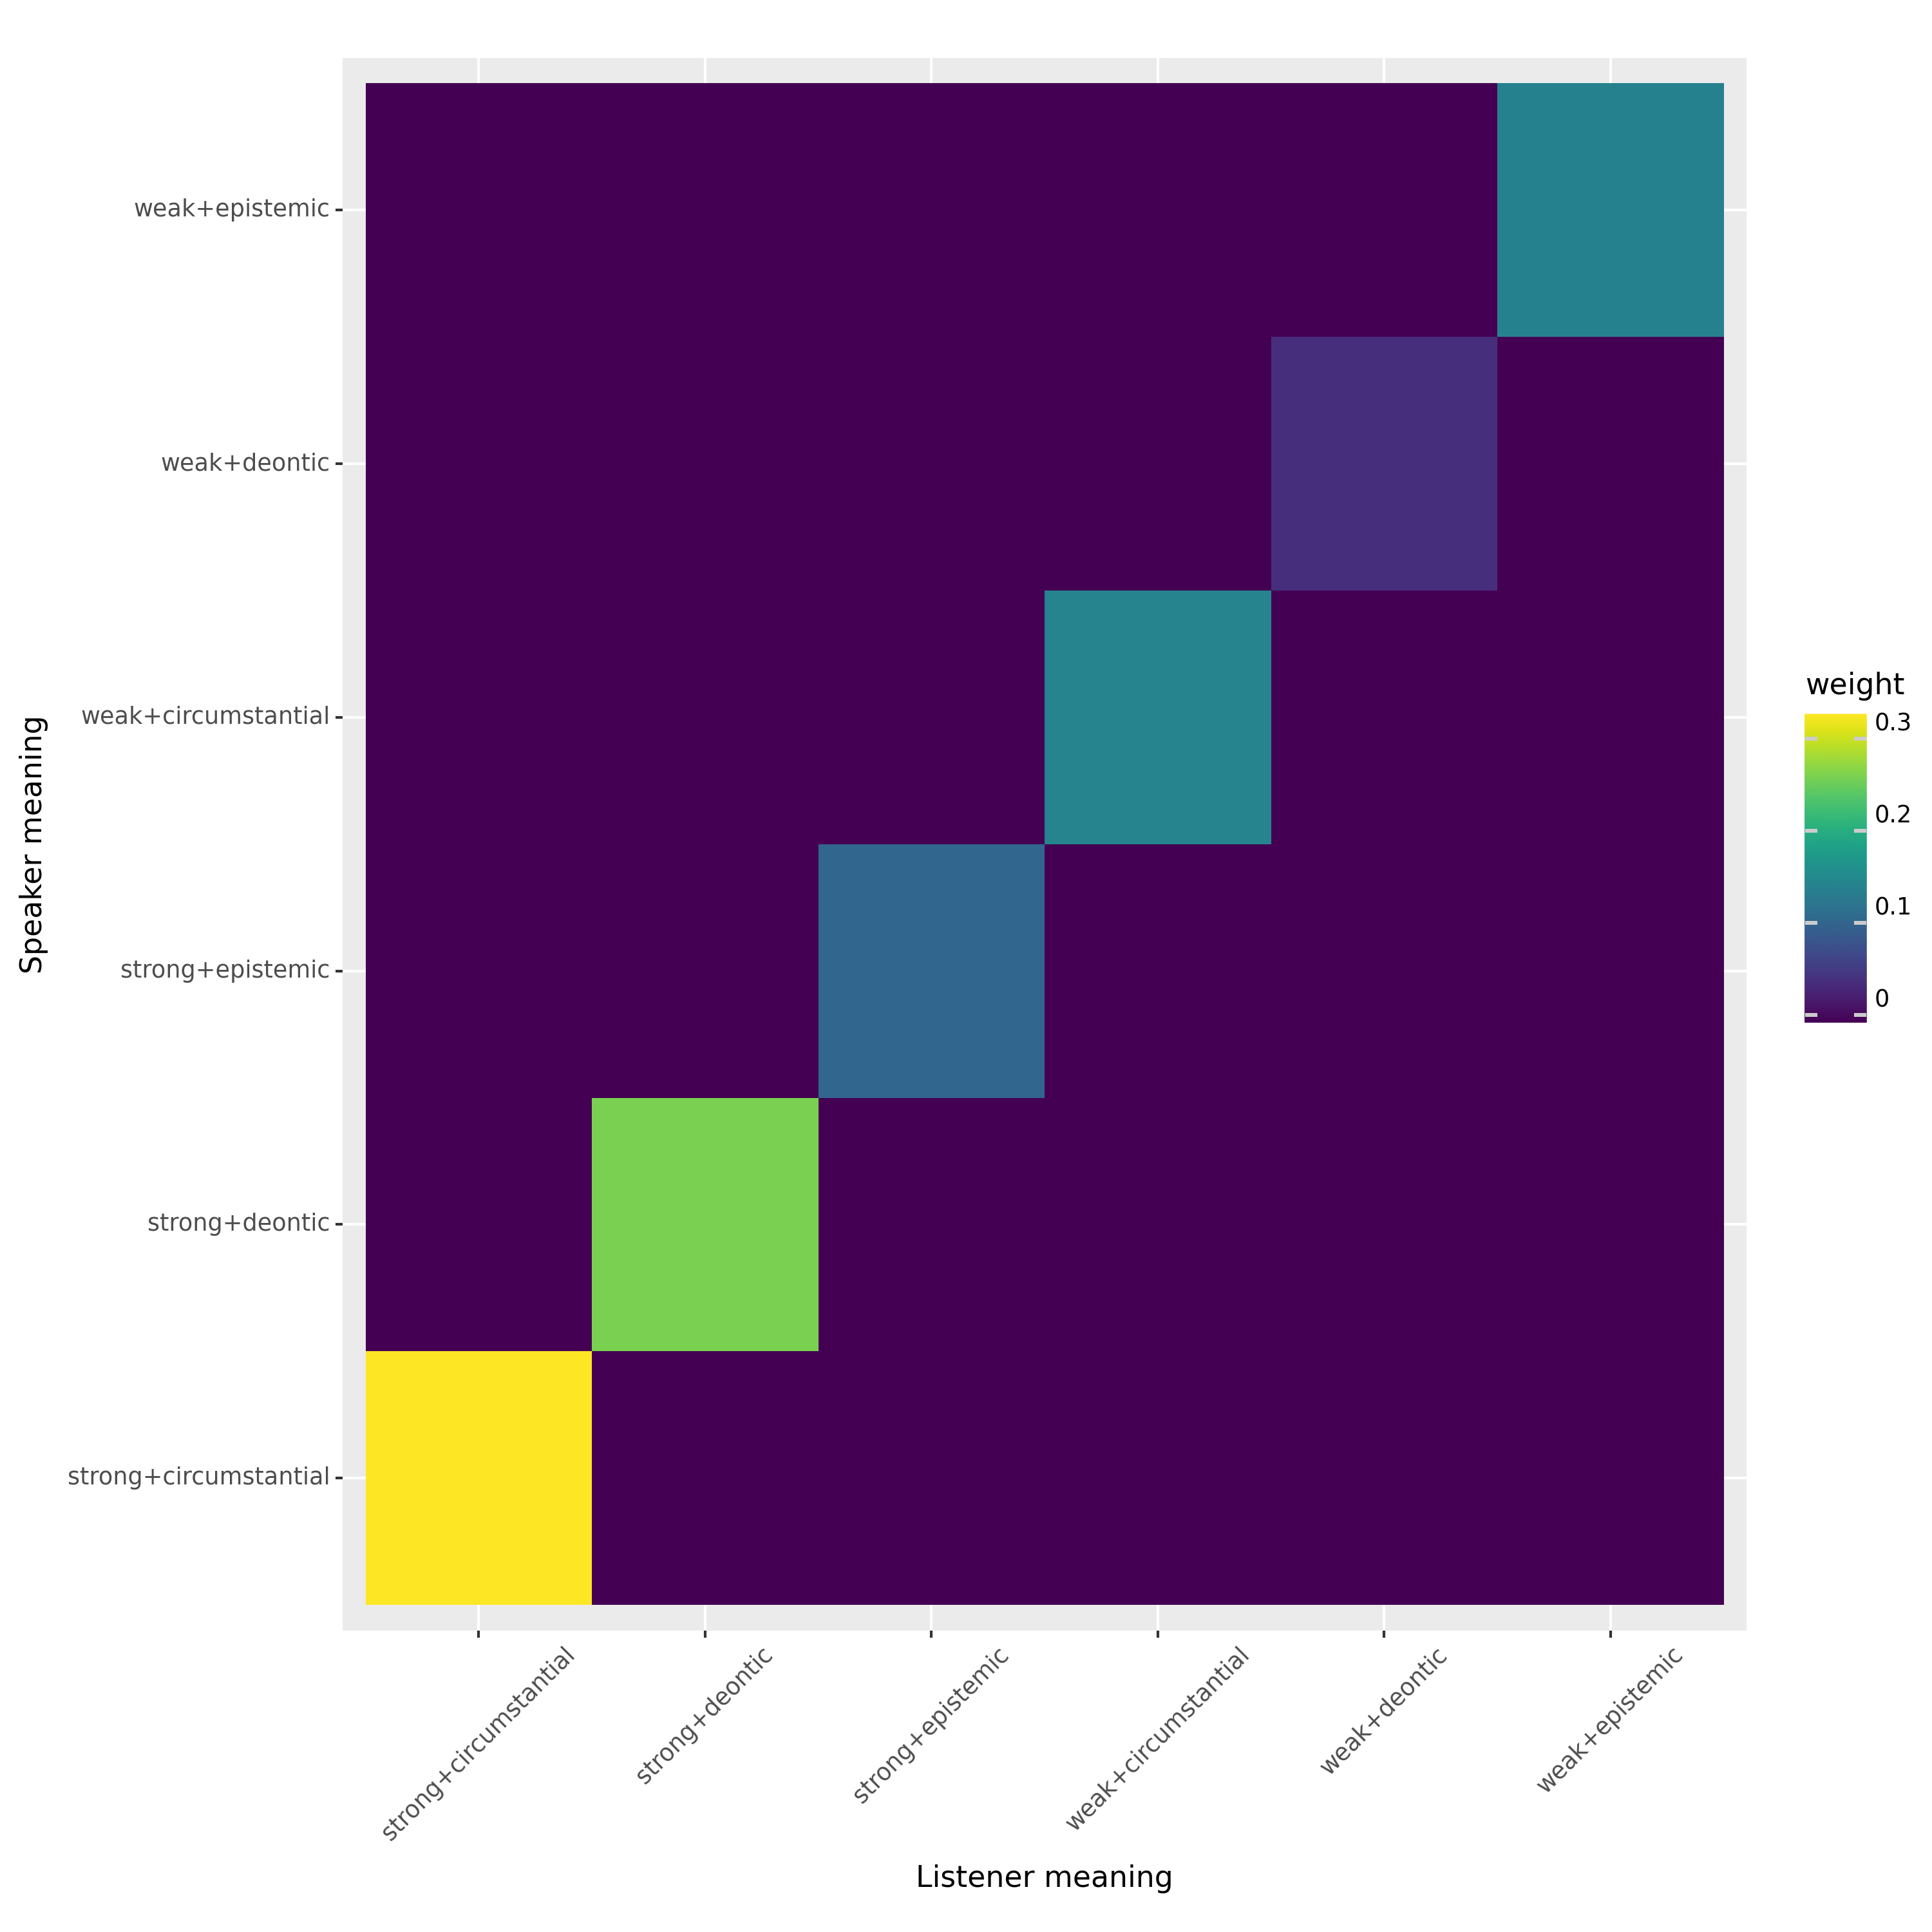 weak+epistemic
weak+deontic
weak+circumstantial
strong+epistemic
strong+deontic
strong+circumstantial
Speaker meaning
strong+circumstantial
strong+deontic
strong+epistemic
weak+circumstantial
weak+deontic
weak+epistemic
Listener meaning
weight
0.3
0.2
0.1
0